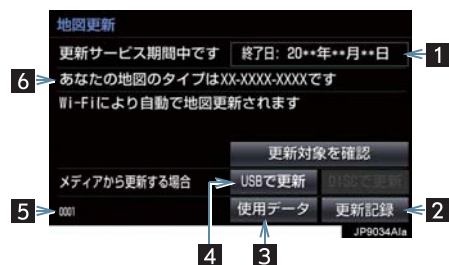 地図更新
更新サービス期間中です 終了日: 20••年••月••日 1
6 あなたの地図のタイプはXX-XXXX-XXXXです
Wi-Fiにより自動で地図更新されます
更新対象を確認
メディアから更新する場合 USBで更新 DISCで更新
5 0001 使用データ 更新記録 2
JP9034AIa
4 3